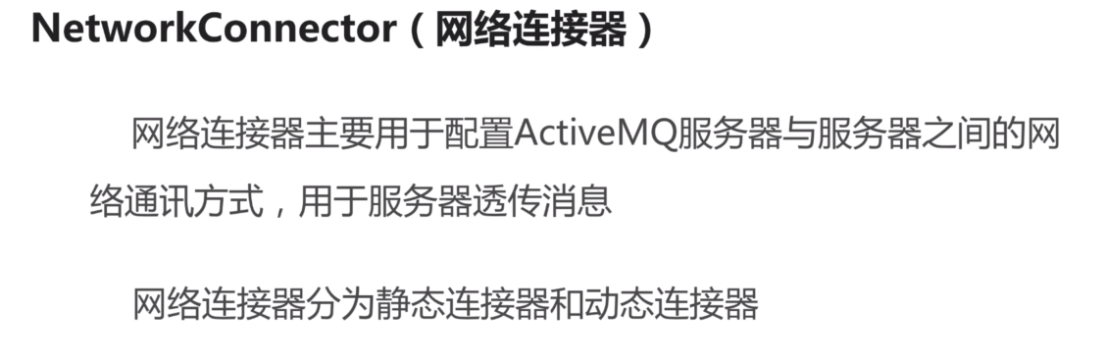 NetworkConnector（网络连接器）
网络连接器主要用于配置ActiveMQ服务器与服务器之间的网
络通讯方式，用于服务器透传消息
网络连接器分为静态连接器和动态连接器